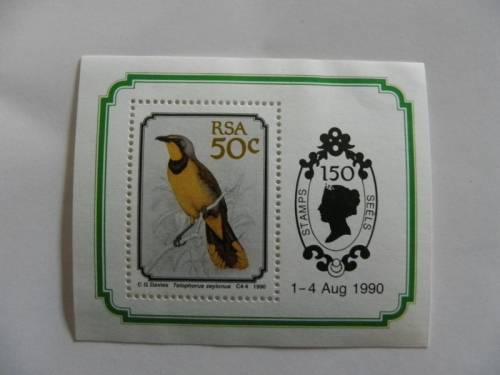 RSA
50c
C G Davies Telophorus zeylonus C4 4 1990
150
STAMPS
SEELS
1-4 Aug 1990